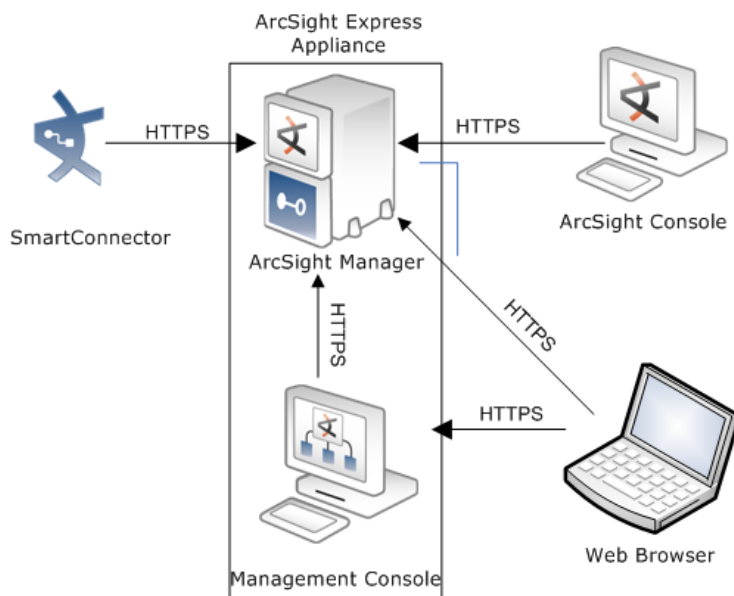 ArcSight Express
Appliance
HTTPS
HTTPS
SmartConnector
ArcSight Manager
ArcSight Console
HTTPS
HTTPS
HTTPS
Management Console
Web Browser